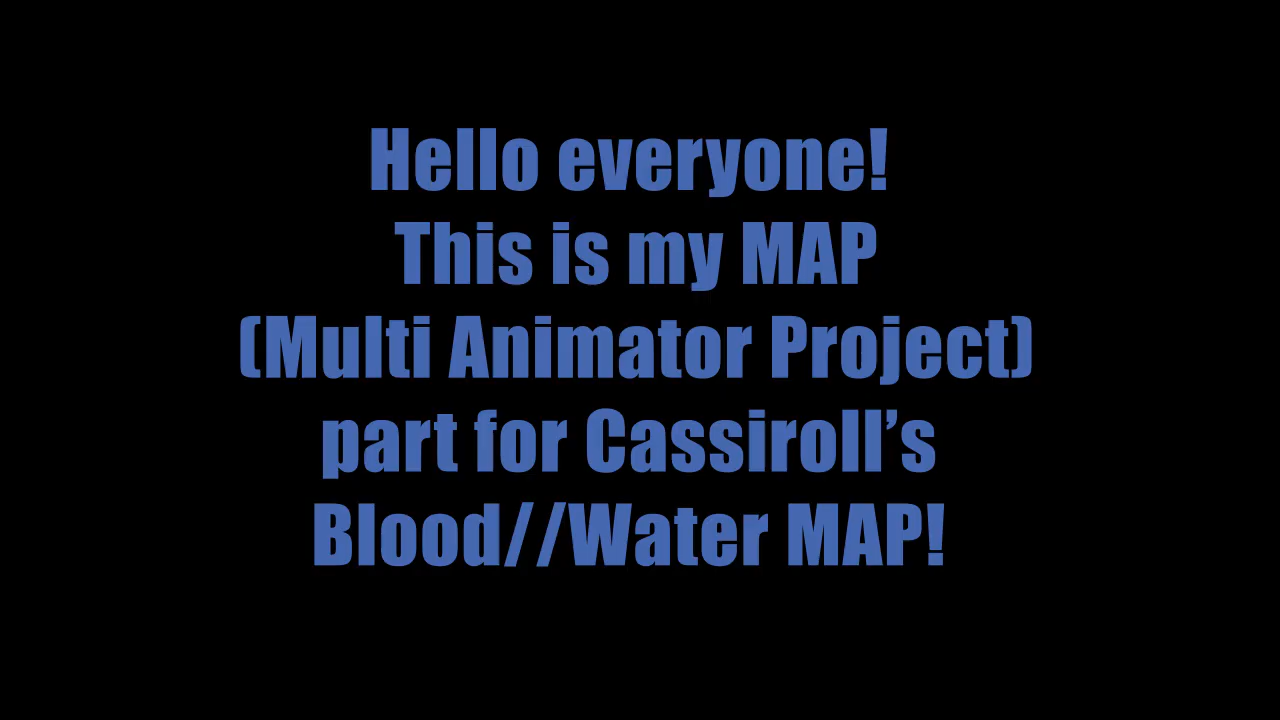 Hello everyone!
This is my MAP
(Multi Animator Project)
part for Cassiroll’s
Blood//Water MAP!